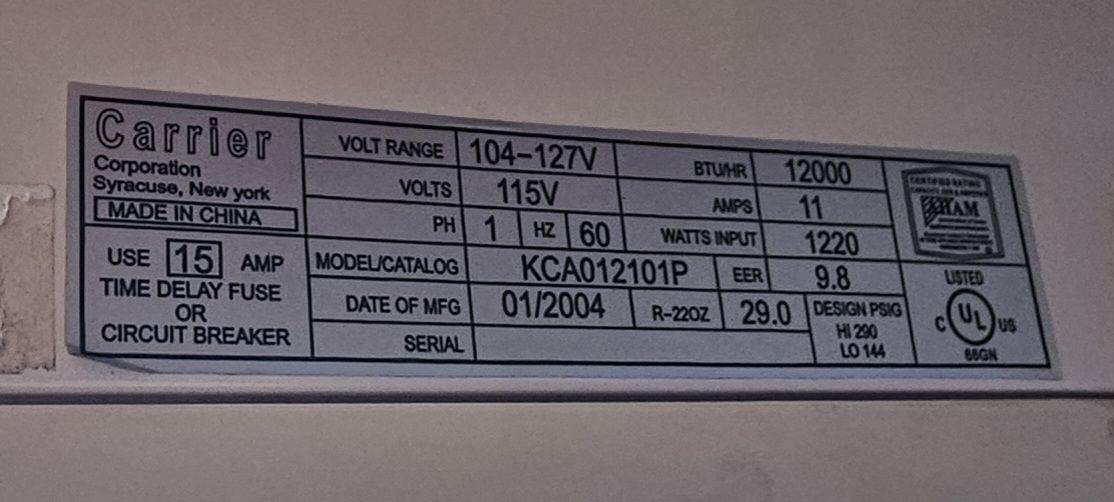 Carrier
Corporation
Syracuse, New york
MADE IN CHINA
USE 15 AMP
TIME DELAY FUSE
OR
CIRCUIT BREAKER
VOLT RANGE 104-127V BTU/HR 12000
VOLTS 115V AMPS 11
PH 1 HZ 60 WATTS INPUT 1220
MODEL/CATALOG KCA012101P EER 9.8
DATE OF MFG 01/2004 R-22OZ 29.0
SERIAL
DESIGN PSIG
HI 290
LO 144
CERTIFIED RATING
AHAM
LISTED
C UL US
66GN